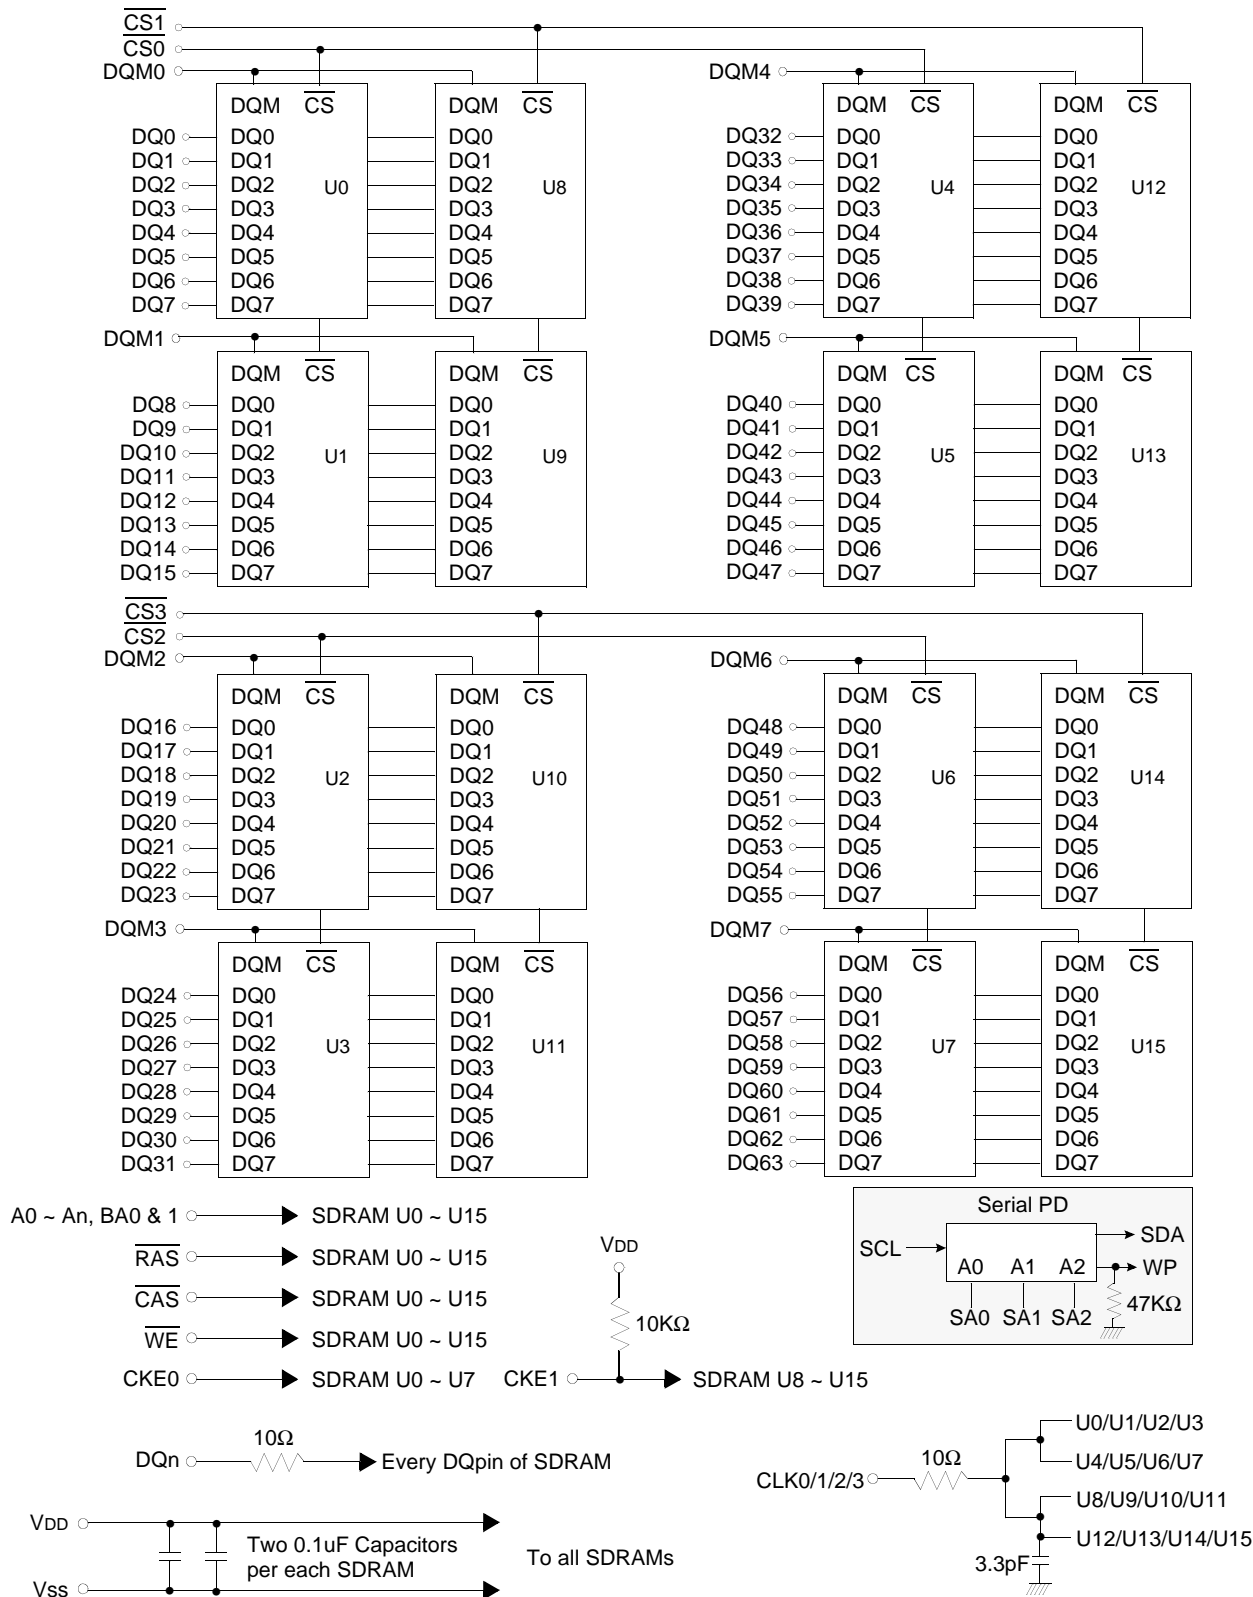 CS1
CS0
DQM0
DQM4
DQM CS
DQM CS
DQM CS
DQM CS
DQ0 DQ0 DQ0 DQ32 DQ0 DQ0
DQ1 DQ1 DQ1 DQ33 DQ1 DQ1
DQ2 DQ2 U0 DQ2 U8 DQ34 DQ2 U4 DQ2 U12
DQ3 DQ3 DQ3 DQ35 DQ3 DQ3
DQ4 DQ4 DQ4 DQ36 DQ4 DQ4
DQ5 DQ5 DQ5 DQ37 DQ5 DQ5
DQ6 DQ6 DQ6 DQ38 DQ6 DQ6
DQ7 DQ7 DQ7 DQ39 DQ7 DQ7
DQM1
DQM5
DQM CS
DQM CS
DQM CS
DQM CS
DQ8 DQ0 DQ0 DQ40 DQ0 DQ0
DQ9 DQ1 DQ1 DQ41 DQ1 DQ1
DQ10 DQ2 U1 DQ2 U9 DQ42 DQ2 U5 DQ2 U13
DQ11 DQ3 DQ3 DQ43 DQ3 DQ3
DQ12 DQ4 DQ4 DQ44 DQ4 DQ4
DQ13 DQ5 DQ5 DQ45 DQ5 DQ5
DQ14 DQ6 DQ6 DQ46 DQ6 DQ6
DQ15 DQ7 DQ7 DQ47 DQ7 DQ7
CS3
CS2
DQM2
DQM6
DQM CS
DQM CS
DQM CS
DQM CS
DQ16 DQ0 DQ0 DQ48 DQ0 DQ0
DQ17 DQ1 DQ1 DQ49 DQ1 DQ1
DQ18 DQ2 U2 DQ2 U10 DQ50 DQ2 U6 DQ2 U14
DQ19 DQ3 DQ3 DQ51 DQ3 DQ3
DQ20 DQ4 DQ4 DQ52 DQ4 DQ4
DQ21 DQ5 DQ5 DQ53 DQ5 DQ5
DQ22 DQ6 DQ6 DQ54 DQ6 DQ6
DQ23 DQ7 DQ7 DQ55 DQ7 DQ7
DQM3
DQM7
DQM CS
DQM CS
DQM CS
DQM CS
DQ24 DQ0 DQ0 DQ56 DQ0 DQ0
DQ25 DQ1 DQ1 DQ57 DQ1 DQ1
DQ26 DQ2 U3 DQ2 U11 DQ58 DQ2 U7 DQ2 U15
DQ27 DQ3 DQ3 DQ59 DQ3 DQ3
DQ28 DQ4 DQ4 DQ60 DQ4 DQ4
DQ29 DQ5 DQ5 DQ61 DQ5 DQ5
DQ30 DQ6 DQ6 DQ62 DQ6 DQ6
DQ31 DQ7 DQ7 DQ63 DQ7 DQ7
A0 ~ An, BA0 & 1 SDRAM U0 ~ U15
RAS SDRAM U0 ~ U15
CAS SDRAM U0 ~ U15
WE SDRAM U0 ~ U15
CKE0 SDRAM U0 ~ U7
VDD
10KΩ
CKE1 SDRAM U8 ~ U15
Serial PD
SCL SDA
A0 A1 A2 WP
SA0 SA1 SA2 47KΩ
10Ω
DQn Every DQpin of SDRAM
CLK0/1/2/3 10Ω
U0/U1/U2/U3
U4/U5/U6/U7
U8/U9/U10/U11
U12/U13/U14/U15
3.3pF
VDD
Two 0.1uF Capacitors
per each SDRAM
To all SDRAMs
Vss